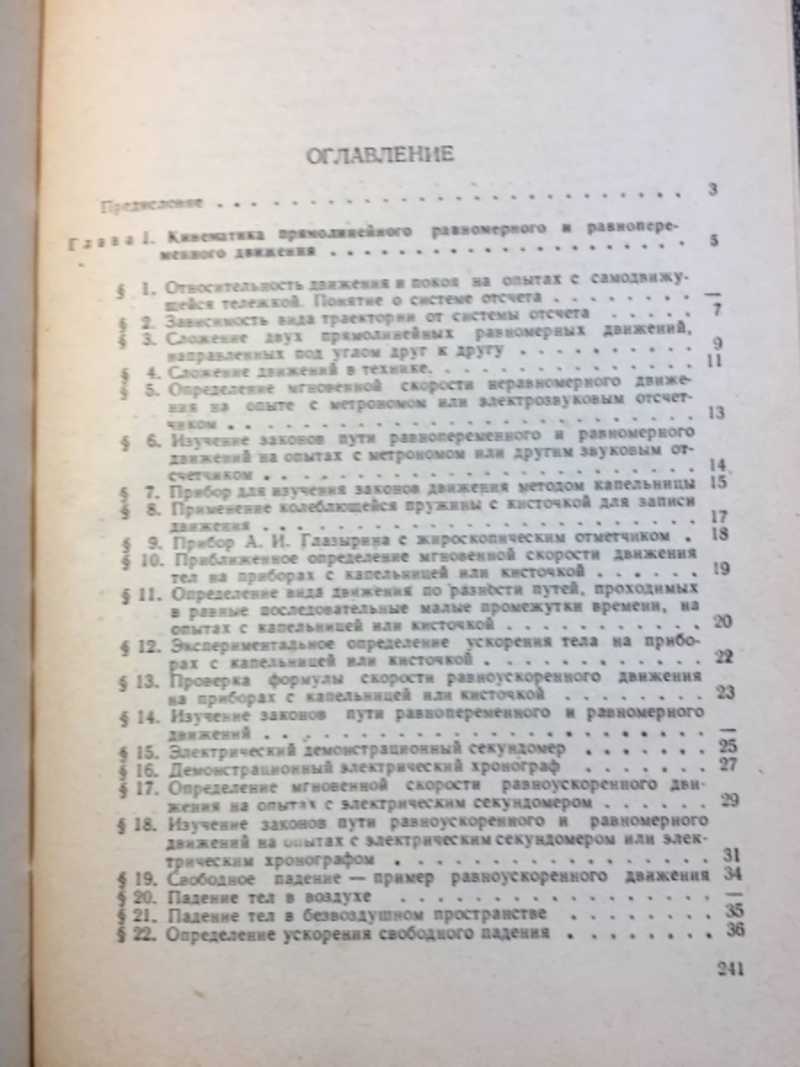 ОГЛАВЛЕНИЕ
Предисловие . . . . . . . . . . . . . . . . . . . . . . . . . . . 3
Глава I. Кинематика прямолинейного равномерного и равнопере-
менного движения . . . . . . . . . . . . . . . . . . . . 5
§ 1. Относительность движения и покоя на опытах с самодвижу-
щейся тележкой. Понятие о системе отсчета . . . . . . . . —
§ 2. Зависимость вида траектории от системы отсчета . . . . . 7
§ 3. Сложение двух прямолинейных равномерных движений,
направленных под углом друг к другу . . . . . . . . . . 9
§ 4. Сложение движений в технике. . . . . . . . . . . . . . . 11
§ 5. Определение мгновенной скорости неравномерного движе-
ния на опыте с метрономом или электрозвуковым отсчет-
чиком . . . . . . . . . . . . . . . . . . . . . . . . . . . 13
§ 6. Изучение законов пути равнопеременного и равномерного
движений на опытах с метрономом или другим звуковым от-
счетчиком . . . . . . . . . . . . . . . . . . . . . . . . . 14
§ 7. Прибор для изучения законов движения методом капельницы 15
§ 8. Применение колеблющейся пружины с кисточкой для записи
движения . . . . . . . . . . . . . . . . . . . . . . . . . 17
§ 9. Прибор А. И. Глазырина с жироскопическим отметчиком . 18
§ 10. Приближенное определение мгновенной скорости движения
тел на приборах с капельницей или кисточкой . . . . . . 19
§ 11. Определение вида движения по разности путей, проходимых
в равные последовательные малые промежутки времени, на
опытах с капельницей или кисточкой . . . . . . . . . . . 20
§ 12. Экспериментальное определение ускорения тела на прибо-
рах с капельницей или кисточкой . . . . . . . . . . . . 22
§ 13. Проверка формулы скорости равноускоренного движения
на приборах с капельницей или кисточкой . . . . . . . . 23
§ 14. Изучение законов пути равнопеременного и равномерного
движений . . . . . . . . . . . . . . . . . . . . . . . . . —
§ 15. Электрический демонстрационный секундомер . . . . . . . 25
§ 16. Демонстрационный электрический хронограф . . . . . . . 27
§ 17. Определение мгновенной скорости равноускоренного дви-
жения на опытах с электрическим секундомером . . . . . . 29
§ 18. Изучение законов пути равноускоренного и равномерного
движений на опытах с электрическим секундомером или элек-
трическим хронографом . . . . . . . . . . . . . . . . . . 31
§ 19. Свободное падение — пример равноускоренного движения 34
§ 20. Падение тел в воздухе . . . . . . . . . . . . . . . . . . —
§ 21. Падение тел в безвоздушном пространстве . . . . . . . . 35
§ 22. Определение ускорения свободного падения . . . . . . . . 36
241